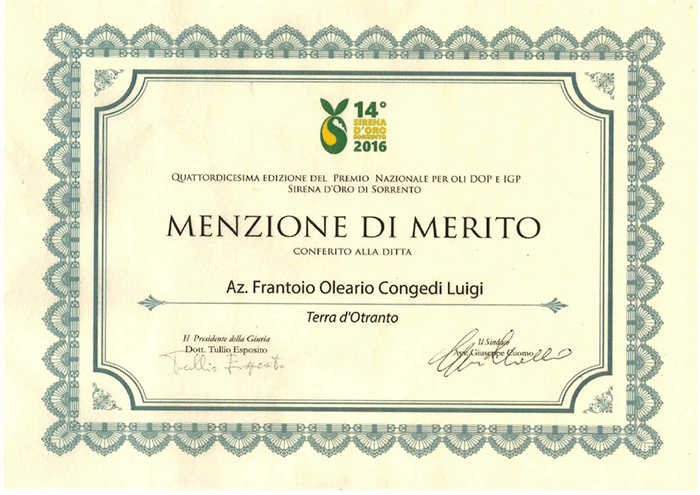 14°
SIRENA
D'ORO
SORRENTO
2016
QUATTORDICESIMA EDIZIONE DEL PREMIO NAZIONALE PER OLI DOP E IGP
SIRENA D'ORO DI SORRENTO
MENZIONE DI MERITO
CONFERITO ALLA DITTA
Az. Frantoio Oleario Congedi Luigi
Terra d'Otranto
Il Presidente della Giuria
Dott. Tullio Esposito
Tullio Esposito
Il Sindaco
Avv. Giuseppe Cuomo